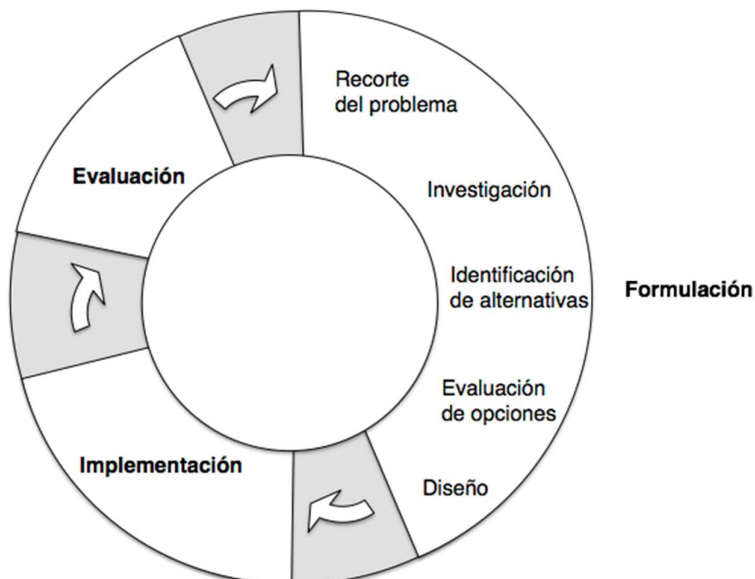 Recorte
del problema
Evaluación
Investigación
Identificación
de alternativas
Formulación
Evaluación
de opciones
Implementación
Diseño